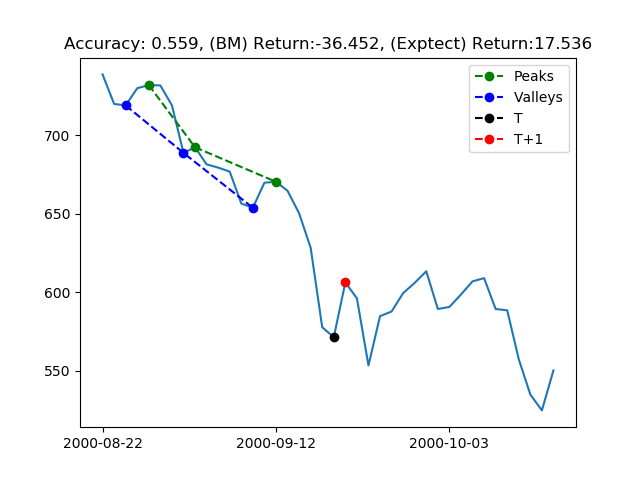 Accuracy: 0.559, (BM) Return:-36.452, (Exptect) Return:17.536
Peaks
Valleys
T
T+1
700
650
600
550
2000-08-22
2000-09-12
2000-10-03